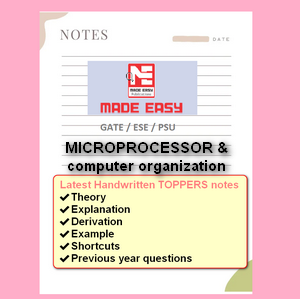 NOTES
DATE
MADE EASY
Publications
MADE EASY
GATE / ESE / PSU
MICROPROCESSOR &
computer organization
Latest Handwritten TOPPERS notes
✔Theory
✔Explanation
✔Derivation
✔Example
✔Shortcuts
✔Previous year questions